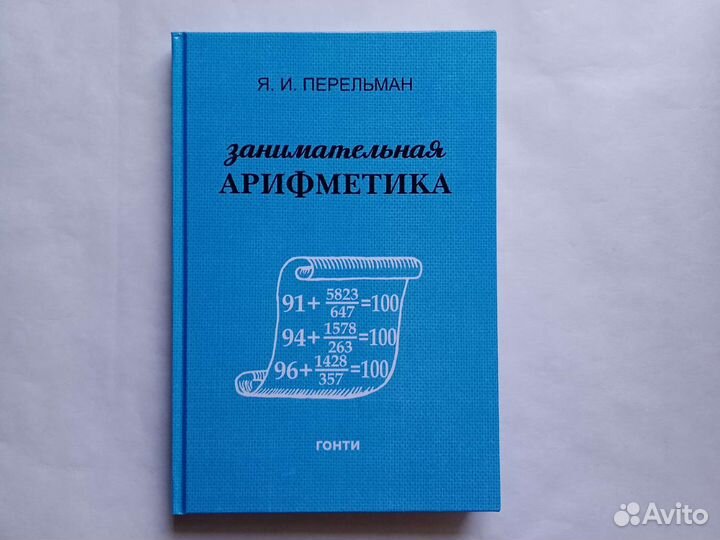 Я. И. ПЕРЕЛЬМАН
занимательная
АРИФМЕТИКА
91+5823/647=100
94+1578/263=100
96+1428/357=100
ГОНТИ
Avito